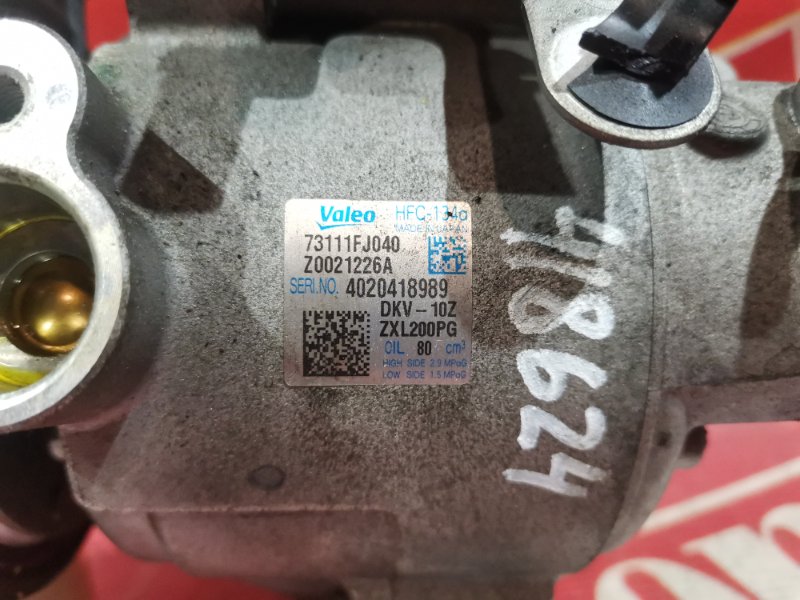 Valeo HFC-134a
MADE IN JAPAN
73111FJ040
Z0021226A
SERI.NO. 4020418989
DKV-10Z
ZXL200PG
OIL 80 cm³
HIGH SIDE 2.9 MPaG
LOW SIDE 1.5 MPaG